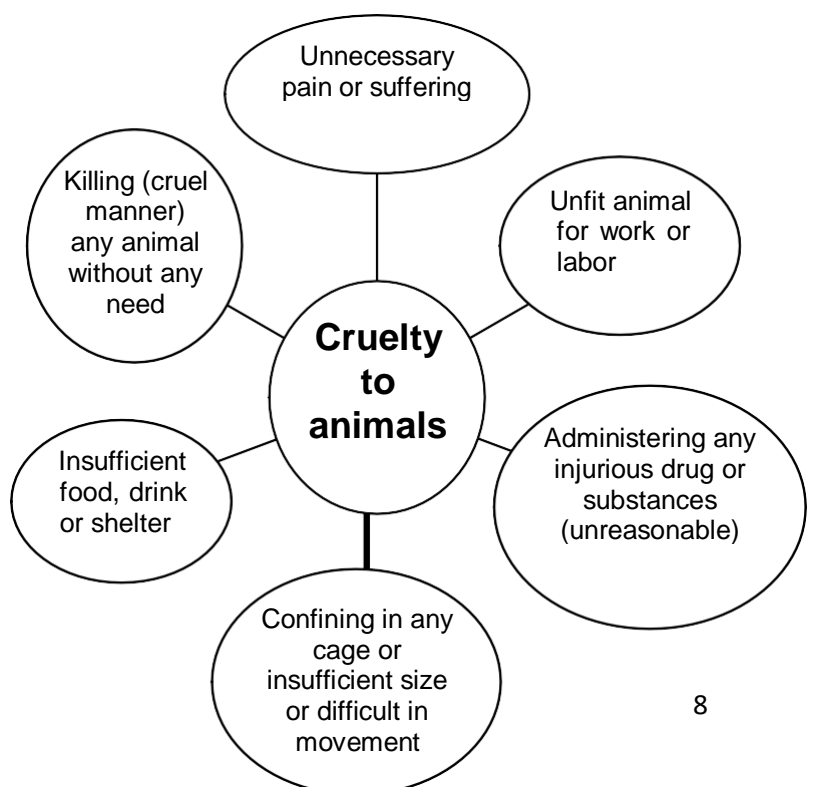 Unnecessary
pain or suffering
Killing (cruel
manner)
any animal
without any
need
Unfit animal
for work or
labor
Cruelty
to
animals
Insufficient
food, drink
or shelter
Administering any
injurious drug or
substances
(unreasonable)
Confining in any
cage or
insufficient size
or difficult in
movement
8